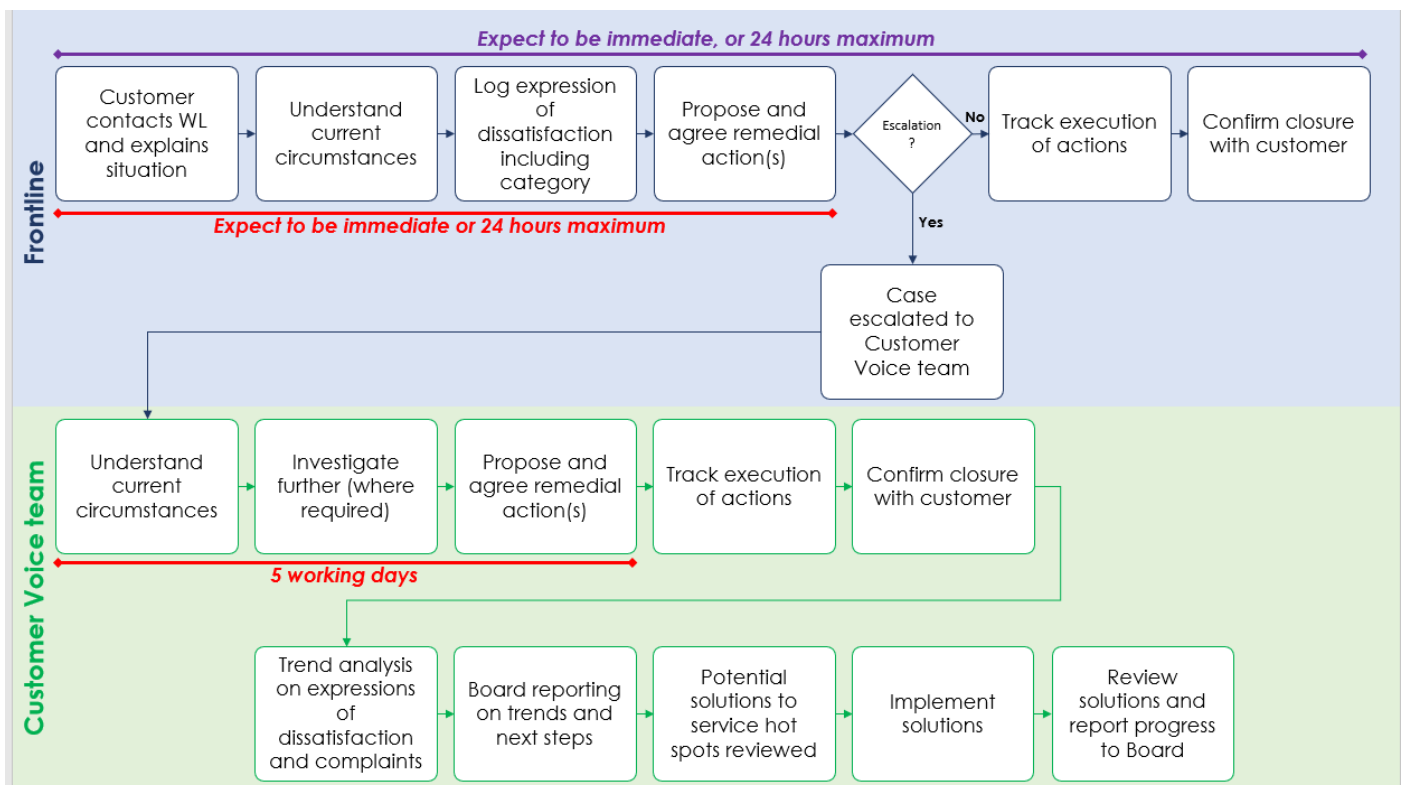 Expect to be immediate, or 24 hours maximum
Frontline
Customer
contacts WL
and explains
situation
Understand
current
circumstances
Log expression
of
dissatisfaction
including
category
Propose and
agree remedial
action(s)
Escalation
?
No
Track execution
of actions
Confirm closure
with customer
Expect to be immediate or 24 hours maximum
Yes
Case
escalated to
Customer
Voice team
Customer Voice team
Understand
current
circumstances
Investigate
further (where
required)
Propose and
agree remedial
action(s)
Track execution
of actions
Confirm closure
with customer
5 working days
Trend analysis
on expressions
of
dissatisfaction
and complaints
Board reporting
on trends and
next steps
Potential
solutions to
service hot
spots reviewed
Implement
solutions
Review
solutions and
report progress
to Board